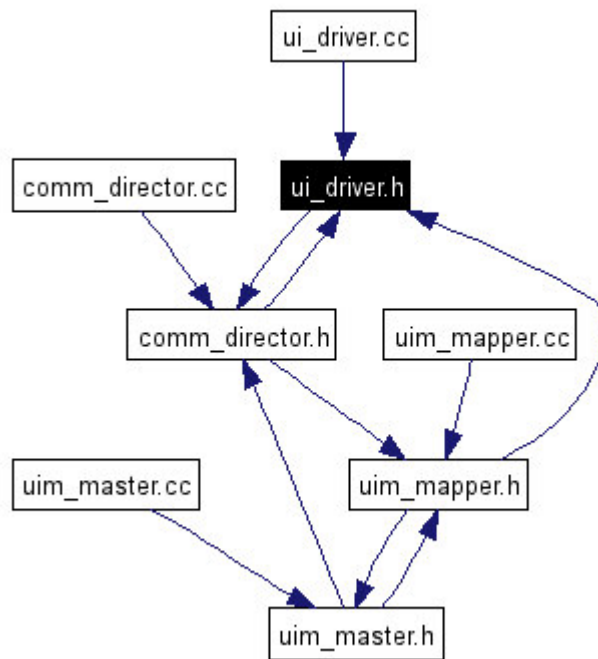 ui_driver.cc
comm_director.cc
ui_driver.h
comm_director.h
uim_mapper.cc
uim_master.cc
uim_mapper.h
uim_master.h